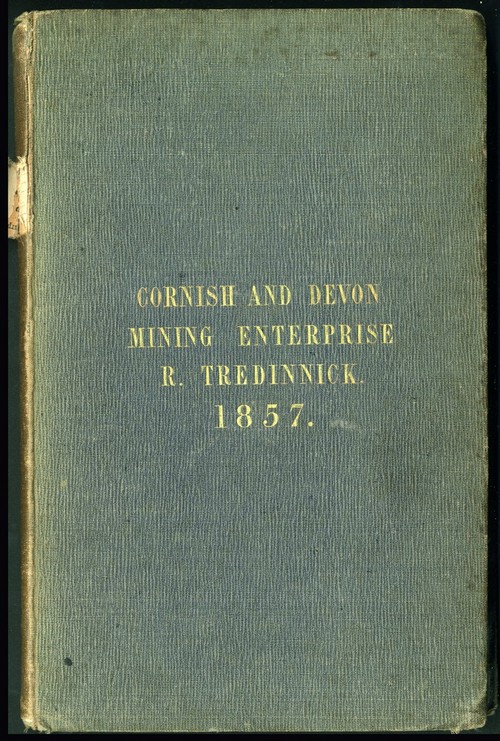 CORNISH AND DEVON
MINING ENTERPRISE
R. TREDINNICK.
1857.